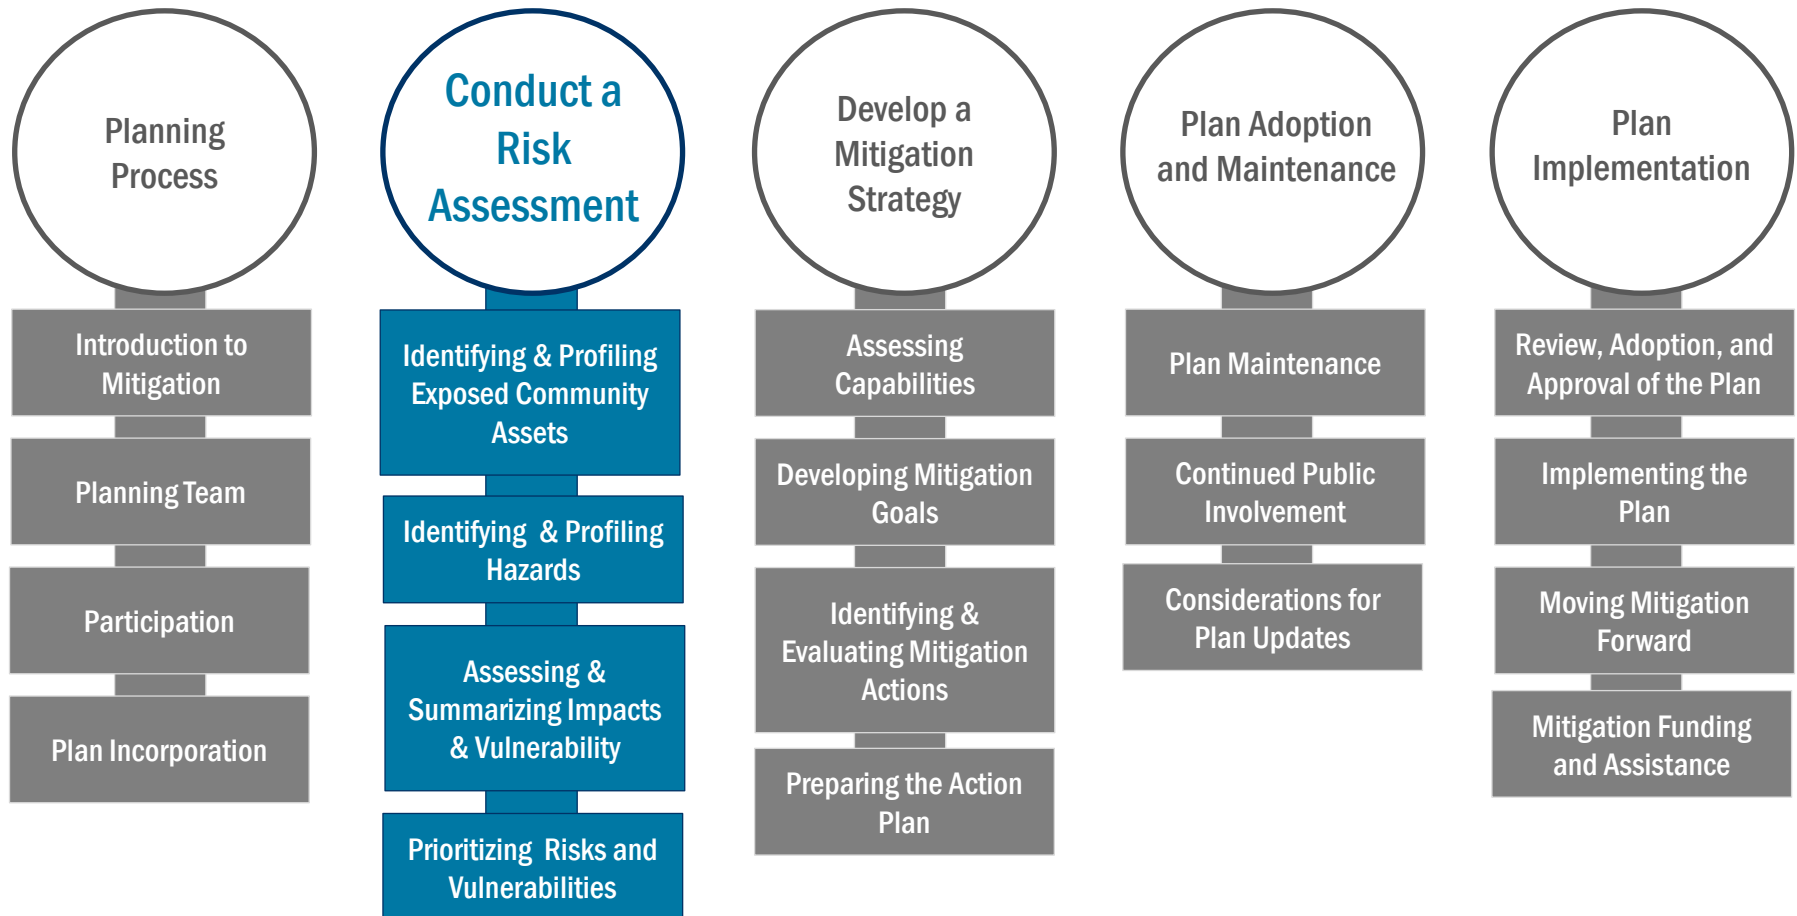 Planning
Process
Introduction to
Mitigation
Planning Team
Participation
Plan Incorporation
Conduct a
Risk
Assessment
Identifying & Profiling
Exposed Community
Assets
Identifying & Profiling
Hazards
Assessing &
Summarizing Impacts
& Vulnerability
Prioritizing Risks and
Vulnerabilities
Develop a
Mitigation
Strategy
Assessing
Capabilities
Developing Mitigation
Goals
Identifying &
Evaluating Mitigation
Actions
Preparing the Action
Plan
Plan Adoption
and Maintenance
Plan Maintenance
Continued Public
Involvement
Considerations for
Plan Updates
Plan
Implementation
Review, Adoption, and
Approval of the Plan
Implementing the
Plan
Moving Mitigation
Forward
Mitigation Funding
and Assistance